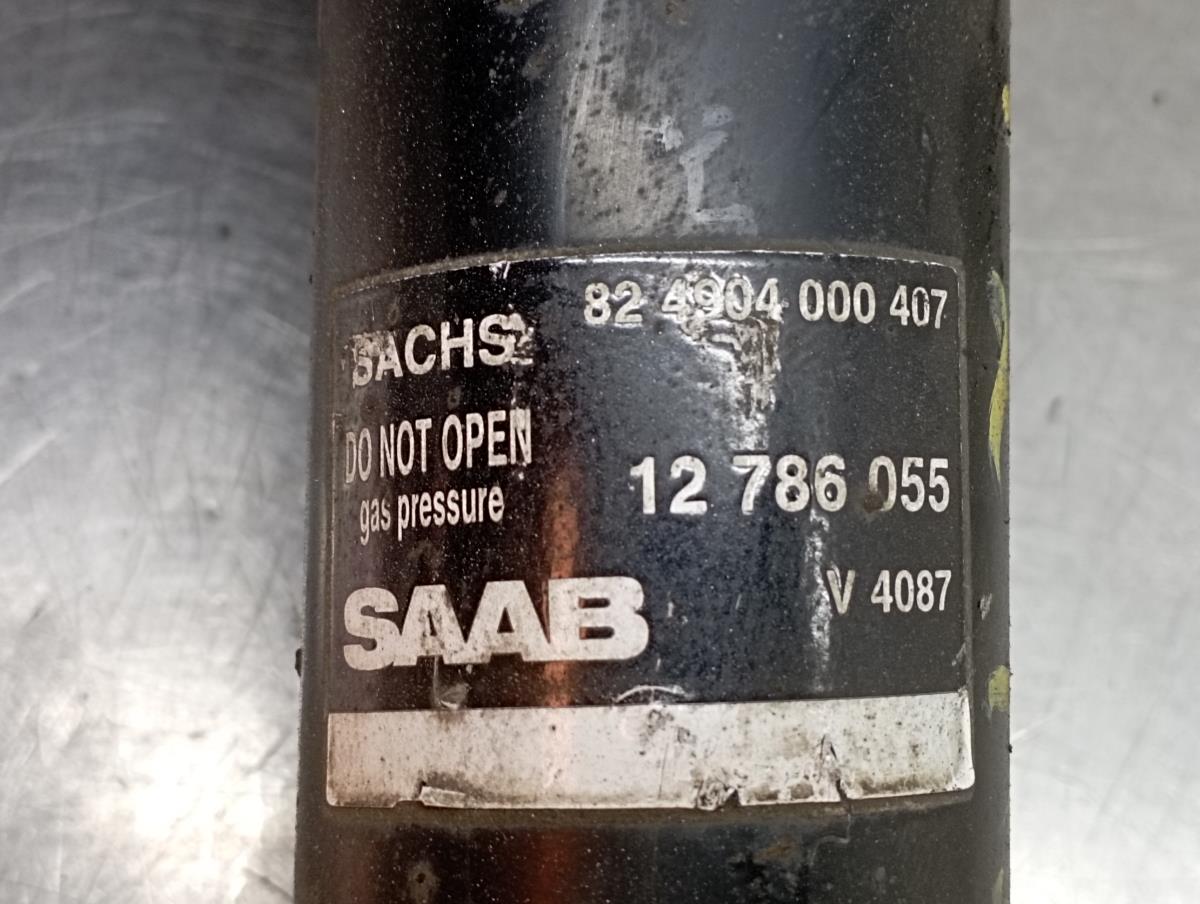 82 4904 000 407
SACHS
DO NOT OPEN
gas pressure
12 786 055
V 4087
SAAB